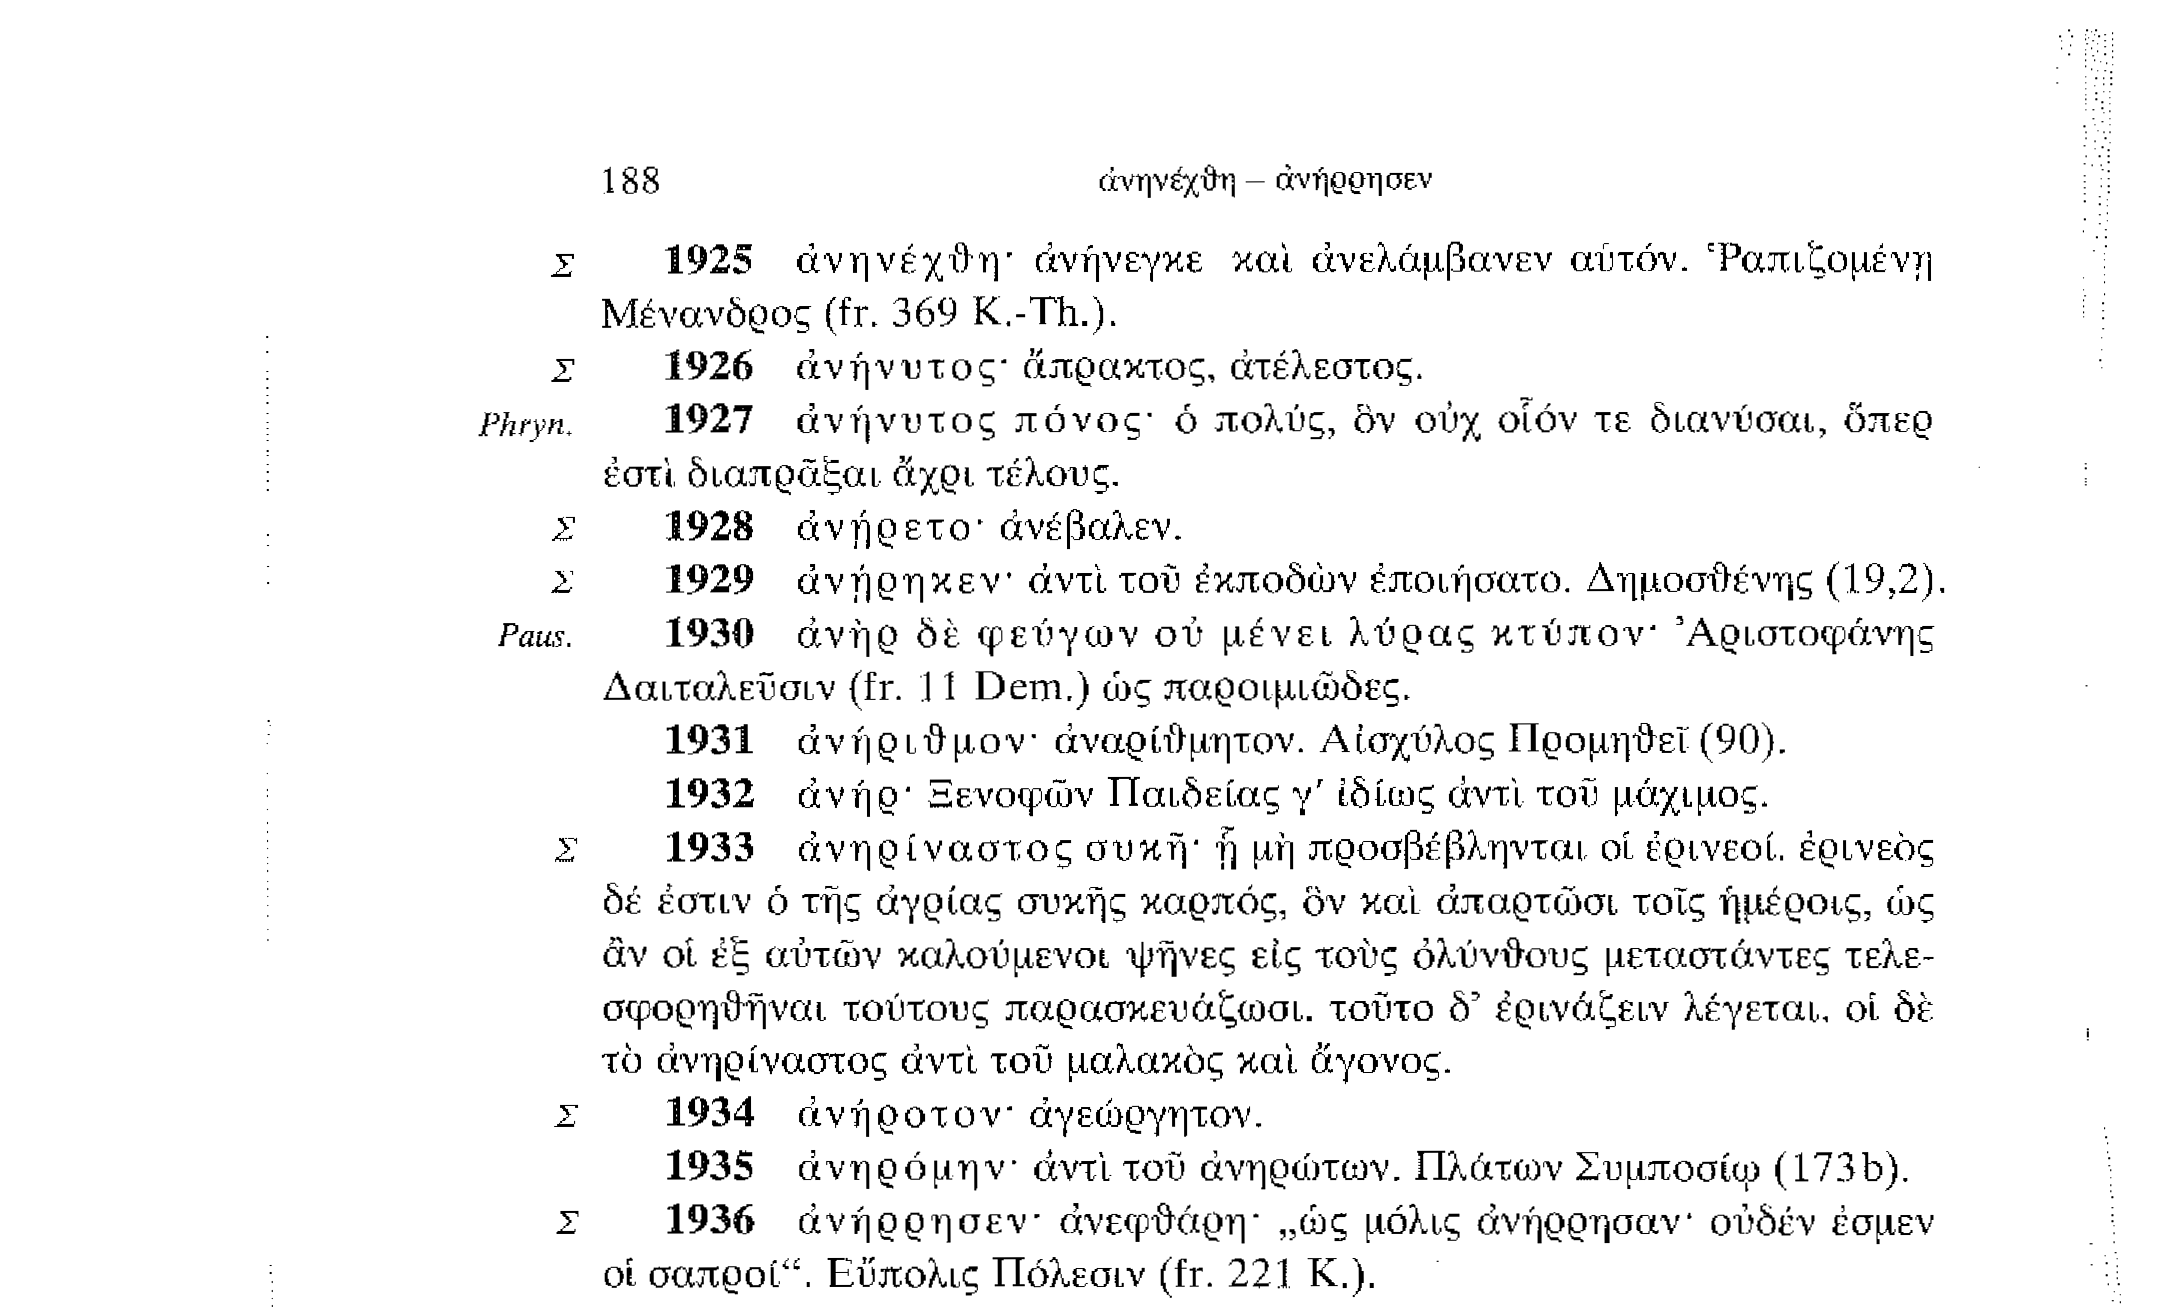 188 ἀνηνέχθη – ἀνήρρησεν
Σ 1925 ἀνηνέχθη· ἀνήνεγκε καὶ ἀνελάμβανεν αὑτόν. Ῥαπιζομένῃ
Μένανδρος (fr. 369 K.-Th.).
Σ 1926 ἀνήνυτος· ἄπρακτος, ἀτέλεστος.
Phryn. 1927 ἀνήνυτος πόνος· ὁ πολύς, ὃν οὐχ οἷόν τε διανύσαι, ὅπερ
ἐστὶ διαπρᾶξαι ἄχρι τέλους.
Σ 1928 ἀνῄρετο· ἀνέβαλεν.
Σ 1929 ἀνῄρηκεν· ἀντὶ τοῦ ἐκποδὼν ἐποιήσατο. Δημοσθένης (19,2).
Paus. 1930 ἀνὴρ δὲ φεύγων οὐ μένει λύρας κτύπον· Ἀριστοφάνης
Δαιταλεῦσιν (fr. 11 Dem.) ὡς παροιμιῶδες.
1931 ἀνήριθμον· ἀναρίθμητον. Αἰσχύλος Προμηθεῖ (90).
1932 ἀνήρ· Ξενοφῶν Παιδείας γ′ ἰδίως ἀντὶ τοῦ μάχιμος.
Σ 1933 ἀνηρίναστος συκῆ· ᾗ μὴ προσβέβληνται οἱ ἐρινεοί. ἐρινεὸς
δέ ἐστιν ὁ τῆς ἀγρίας συκῆς καρπός, ὃν καὶ ἀπαρτῶσι τοῖς ἡμέροις, ὡς
ἂν οἱ ἐξ αὐτῶν καλούμενοι ψῆνες εἰς τοὺς ὀλύνθους μεταστάντες τελε-
σφορηθῆναι τούτους παρασκευάζωσι. τοῦτο δ’ ἐρινάζειν λέγεται. οἱ δὲ
τὸ ἀνηρίναστος ἀντὶ τοῦ μαλακὸς καὶ ἄγονος.
Σ 1934 ἀνήροτον· ἀγεώργητον.
1935 ἀνηρόμην· ἀντὶ τοῦ ἀνηρώτων. Πλάτων Συμποσίῳ (173b).
Σ 1936 ἀνήρρησεν· ἀνεφθάρη· „ὡς μόλις ἀνήρρησαν· οὐδέν ἐσμεν
οἱ σαπροί“. Εὔπολις Πόλεσιν (fr. 221 K.).